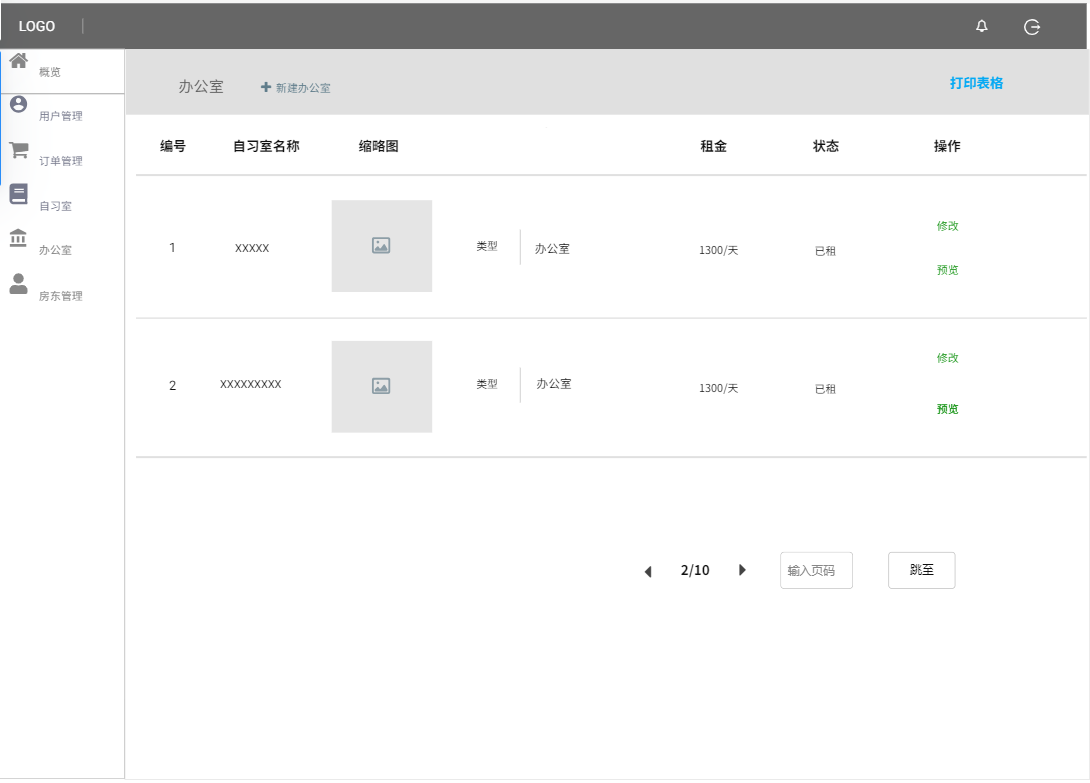 LOGO
概览
用户管理
订单管理
自习室
办公室
房东管理
办公室 新建办公室 打印表格
编号 自习室名称 缩略图 租金 状态 操作
1 XXXXX 类型 办公室 1300/天 已租 修改
预览
2 XXXXXXXXX 类型 办公室 1300/天 已租 修改
预览
2/10 输入页码 跳至